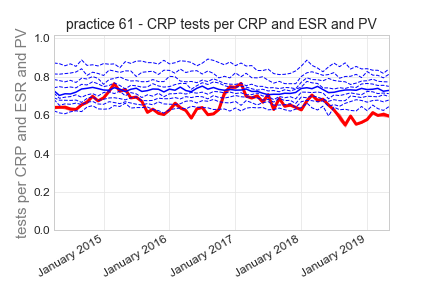 practice 61 - CRP tests per CRP and ESR and PV
tests per CRP and ESR and PV
1.0
0.8
0.6
0.4
0.2
0.0
January 2015
January 2016
January 2017
January 2018
January 2019